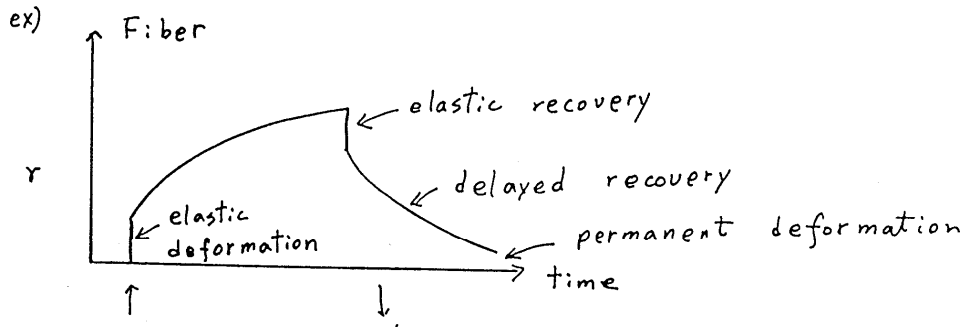 ex)
Fiber
elastic recovery
r
delayed recovery
elastic
deformation
permanent deformation
time